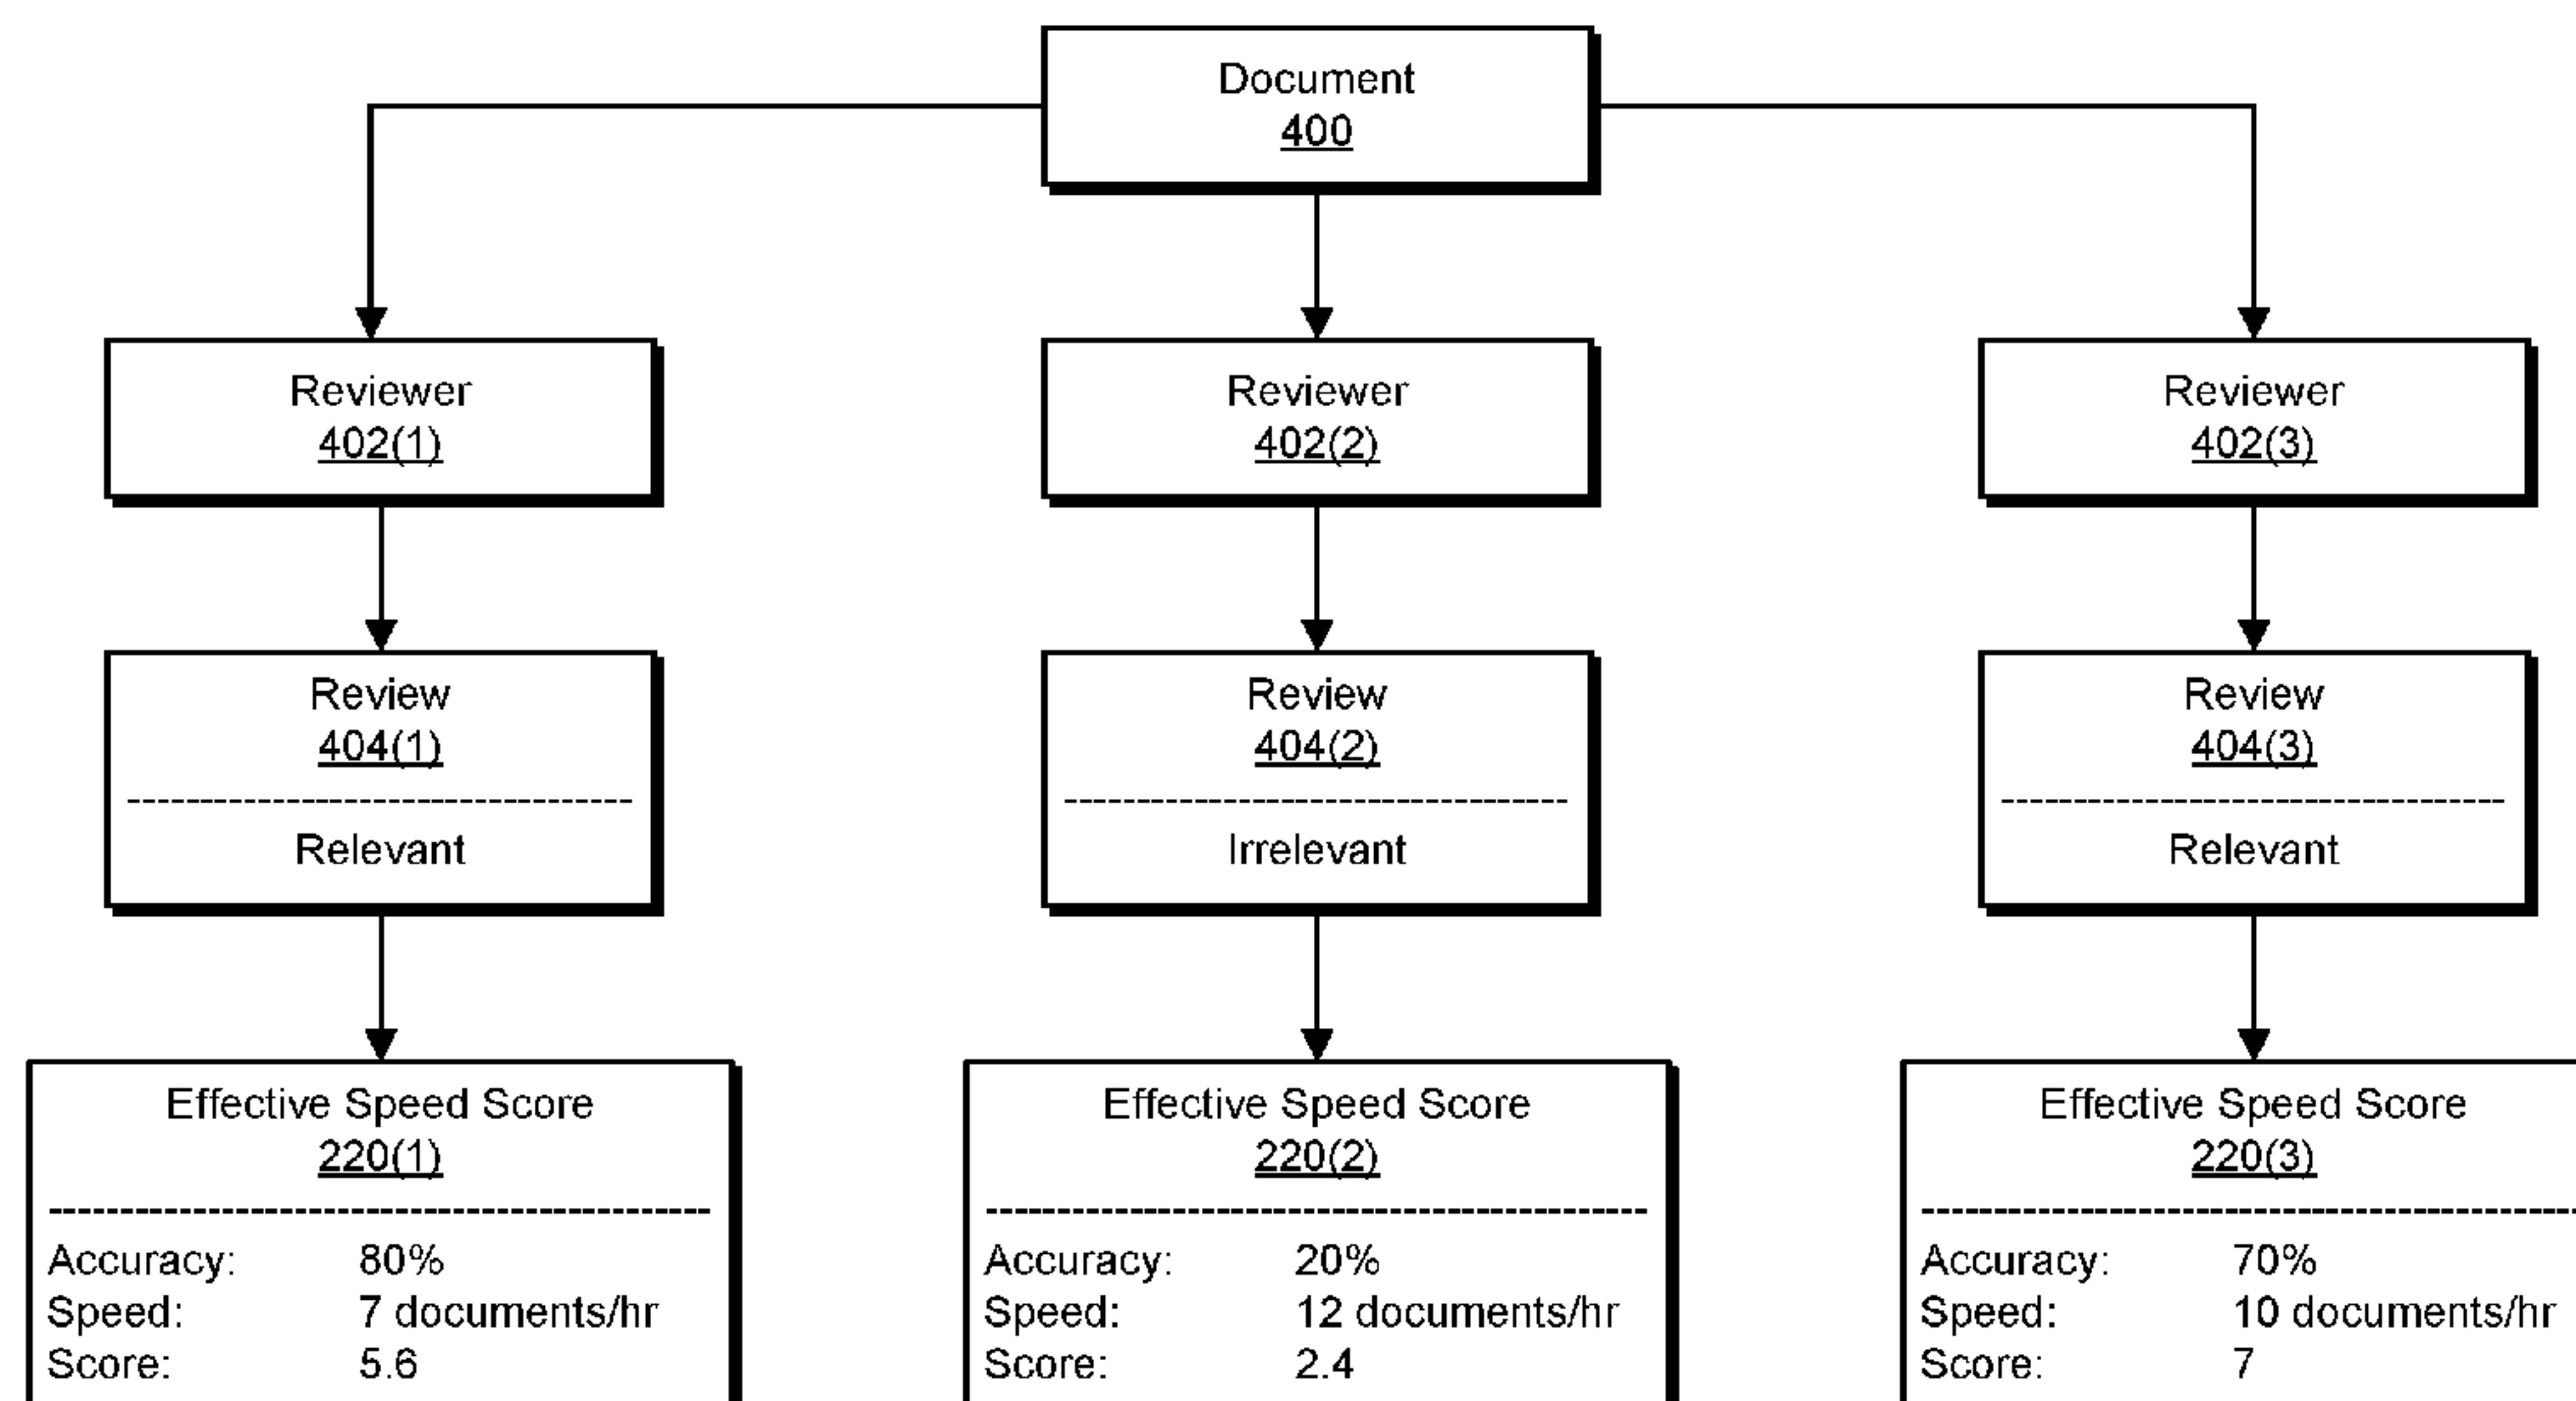 Document
400
Reviewer
402(1)
Reviewer
402(2)
Reviewer
402(3)
Review
404(1)
Relevant
Review
404(2)
Irrelevant
Review
404(3)
Relevant
Effective Speed Score
220(1)
Accuracy: 80%
Speed: 7 documents/hr
Score: 5.6
Effective Speed Score
220(2)
Accuracy: 20%
Speed: 12 documents/hr
Score: 2.4
Effective Speed Score
220(3)
Accuracy: 70%
Speed: 10 documents/hr
Score: 7